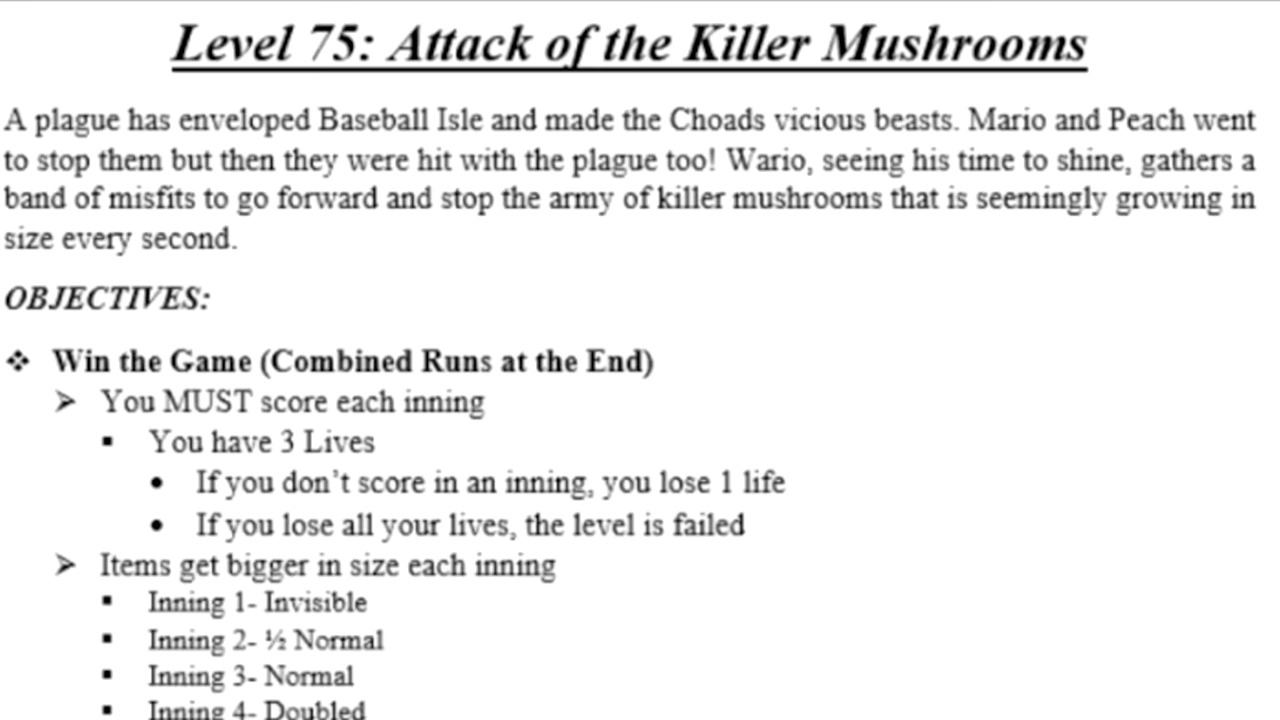 Level 75: Attack of the Killer Mushrooms
A plague has enveloped Baseball Isle and made the Choads vicious beasts. Mario and Peach went
to stop them but then they were hit with the plague too! Wario, seeing his time to shine, gathers a
band of misfits to go forward and stop the army of killer mushrooms that is seemingly growing in
size every second.
OBJECTIVES:
❖ Win the Game (Combined Runs at the End)
➢ You MUST score each inning
▪ You have 3 Lives
• If you don’t score in an inning, you lose 1 life
• If you lose all your lives, the level is failed
➢ Items get bigger in size each inning
▪ Inning 1- Invisible
▪ Inning 2- ½ Normal
▪ Inning 3- Normal
▪ Inning 4- Doubled